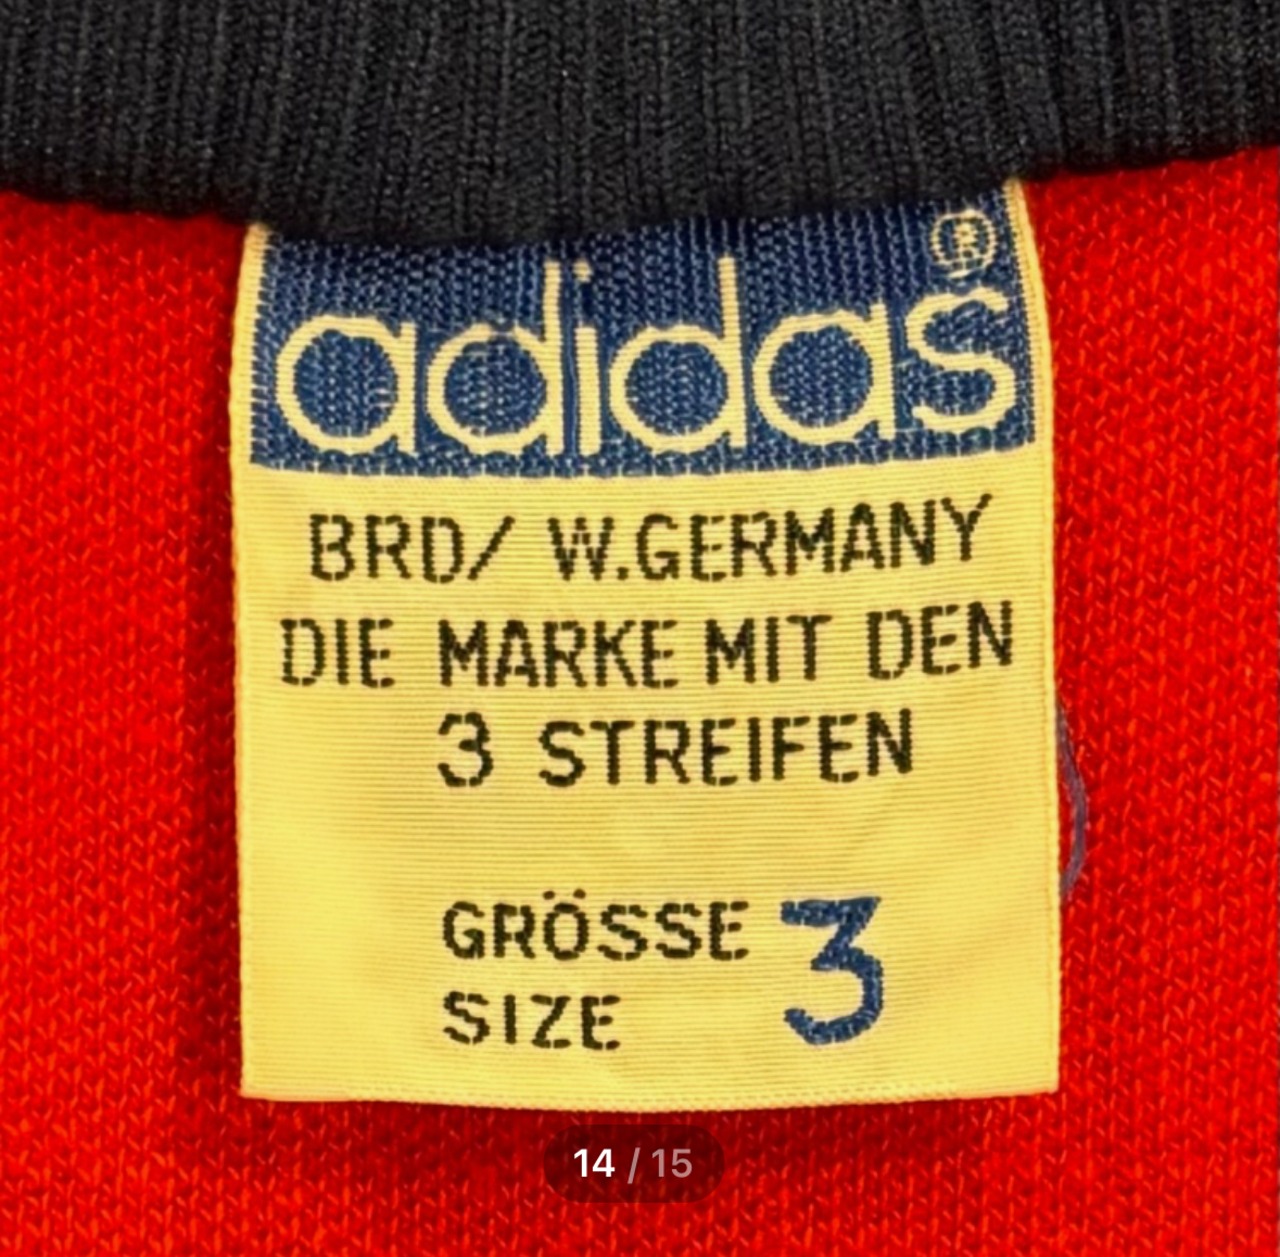 adidas®
BRD/ W.GERMANY
DIE MARKE MIT DEN
3 STREIFEN
GRÖSSE 3
SIZE
14 / 15